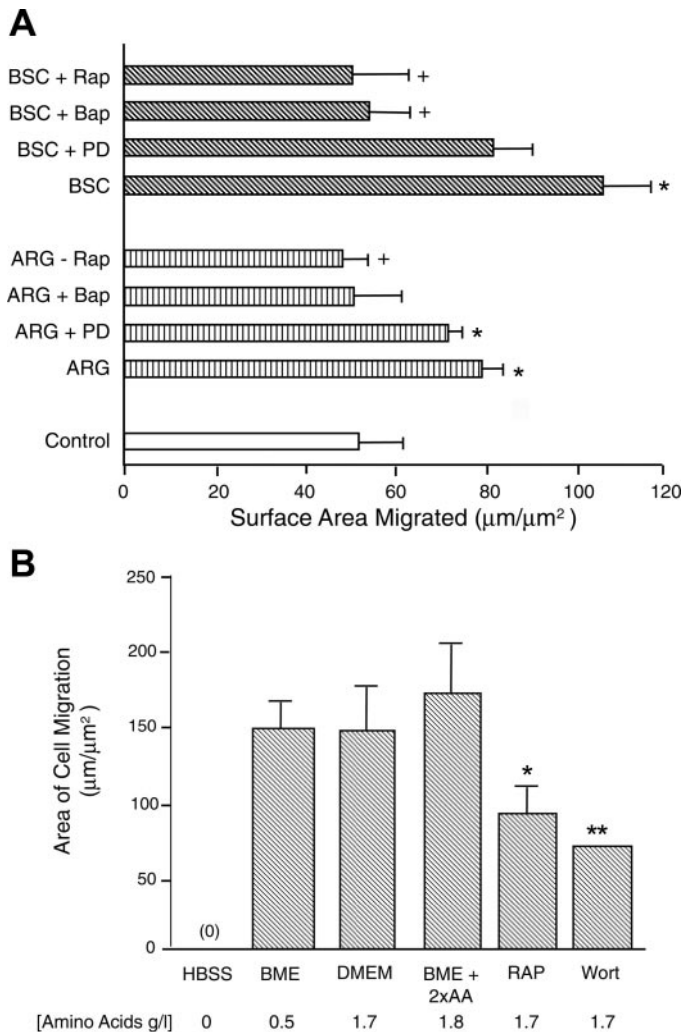 A
BSC + Rap
+
BSC + Bap
+
BSC + PD
BSC
*
ARG - Rap
+
ARG + Bap
ARG + PD
*
ARG
*
Control
0 20 40 60 80 100 120
Surface Area Migrated (μm/μm²)
B
250
200
150
100
50
0
Area of Cell Migration
(μm/μm²)
(0)
*
**
HBSS BME DMEM BME + RAP Wort
2xAA
[Amino Acids g/l] 0 0.5 1.7 1.8 1.7 1.7